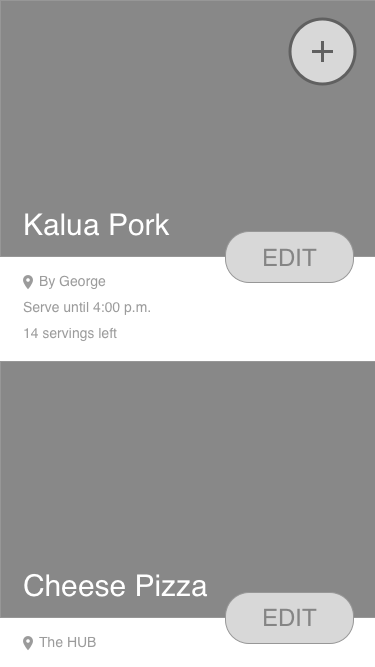 Kalua Pork
EDIT
By George
Serve until 4:00 p.m.
14 servings left
Cheese Pizza
EDIT
The HUB